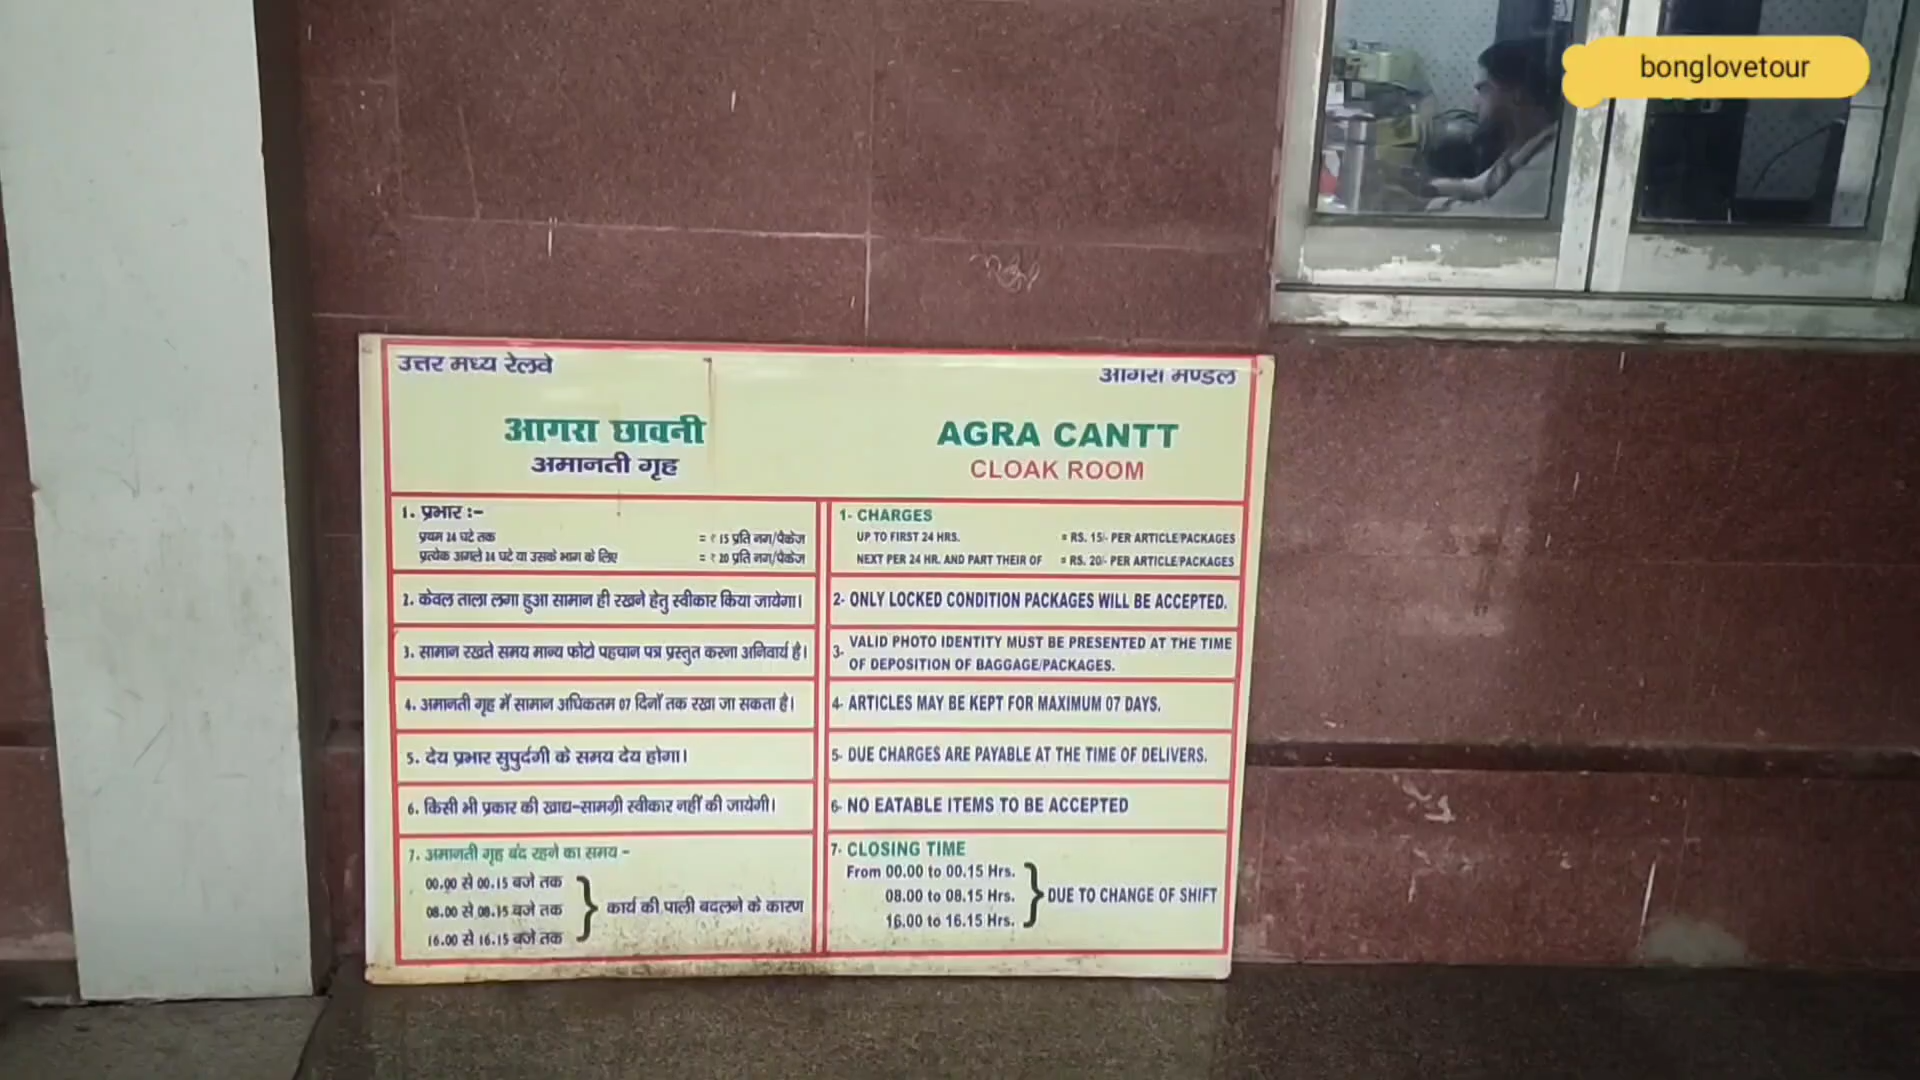 bonglovetour
उत्तर मध्य रेलवे
आगरा मण्डल
आगरा छावनी
अमानती गृह
AGRA CANTT
CLOAK ROOM
1. प्रभार :-
प्रथम 24 घंटे तक = ₹ 15 प्रति नग/पैकेज
प्रत्येक अगले 24 घंटे या उसके भाग के लिए = ₹ 20 प्रति नग/पैकेज
2. केवल ताला लगा हुआ सामान ही रखने हेतु स्वीकार किया जायेगा।
3. सामान रखते समय मान्य फोटो पहचान पत्र प्रस्तुत करना अनिवार्य है।
4. अमानती गृह में सामान अधिकतम 07 दिनों तक रखा जा सकता है।
5. देय प्रभार सुपुर्दगी के समय देय होगा।
6. किसी भी प्रकार की खाद्य-सामग्री स्वीकार नहीं की जायेगी।
7. अमानती गृह बंद रहने का समय -
00.00 से 00.15 बजे तक
08.00 से 08.15 बजे तक
16.00 से 16.15 बजे तक
} कार्य की पाली बदलने के कारण
1- CHARGES
UP TO FIRST 24 HRS. = RS. 15/- PER ARTICLE/PACKAGES
NEXT PER 24 HR. AND PART THEIR OF = RS. 20/- PER ARTICLE/PACKAGES
2- ONLY LOCKED CONDITION PACKAGES WILL BE ACCEPTED.
3- VALID PHOTO IDENTITY MUST BE PRESENTED AT THE TIME
OF DEPOSITION OF BAGGAGE/PACKAGES.
4- ARTICLES MAY BE KEPT FOR MAXIMUM 07 DAYS.
5- DUE CHARGES ARE PAYABLE AT THE TIME OF DELIVERS.
6- NO EATABLE ITEMS TO BE ACCEPTED
7- CLOSING TIME
From 00.00 to 00.15 Hrs.
08.00 to 08.15 Hrs.
16.00 to 16.15 Hrs.
} DUE TO CHANGE OF SHIFT